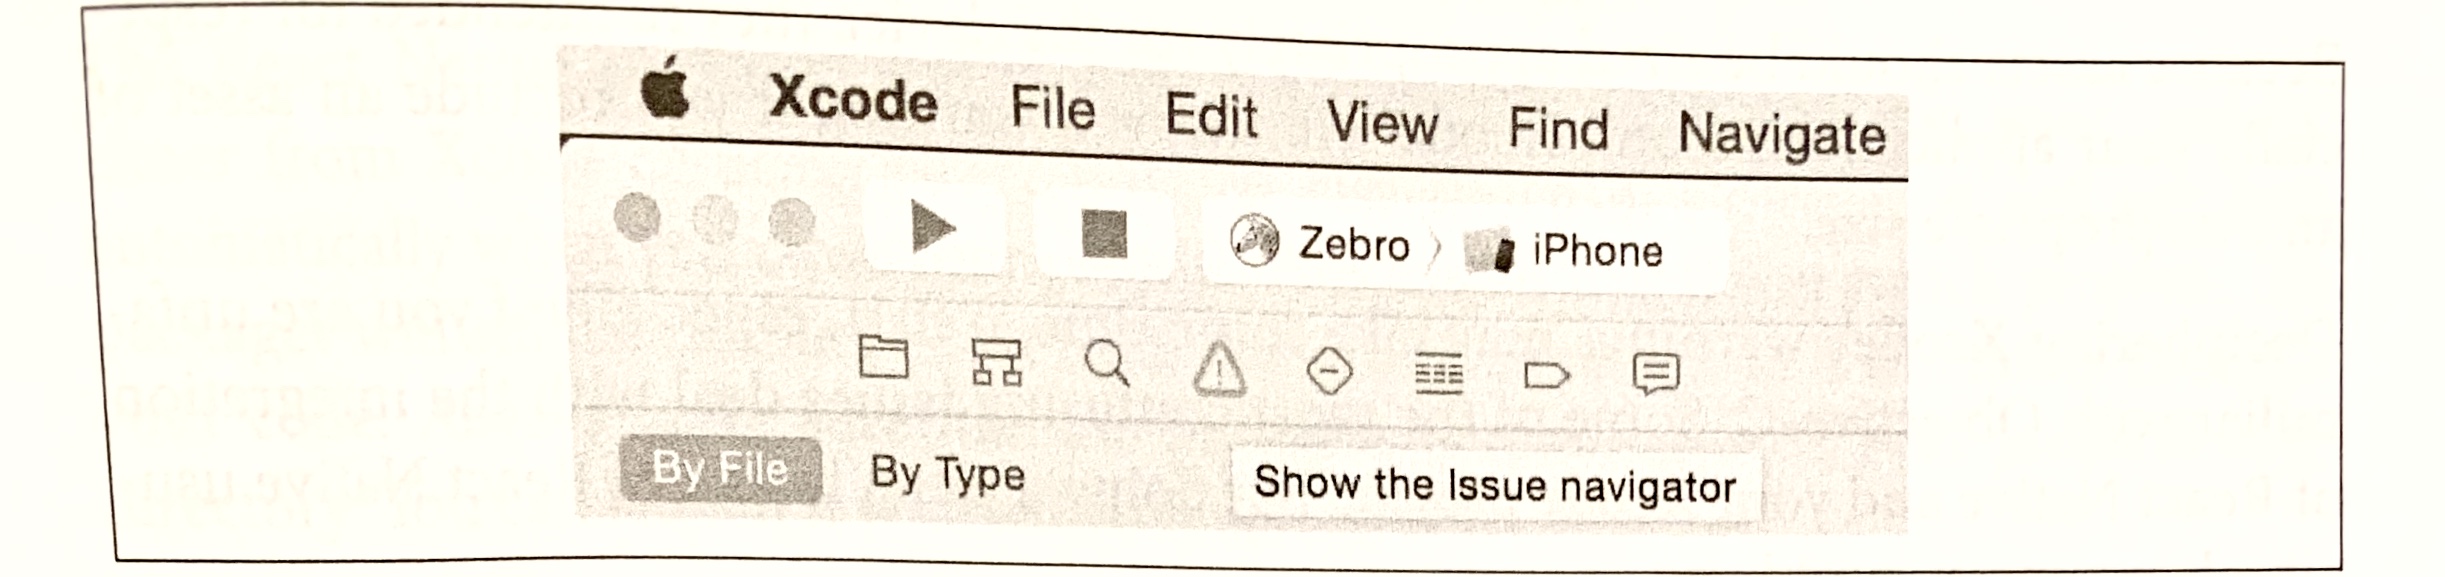 Xcode File Edit View Find Navigate
Zebro 〉 iPhone
By File By Type Show the Issue navigator